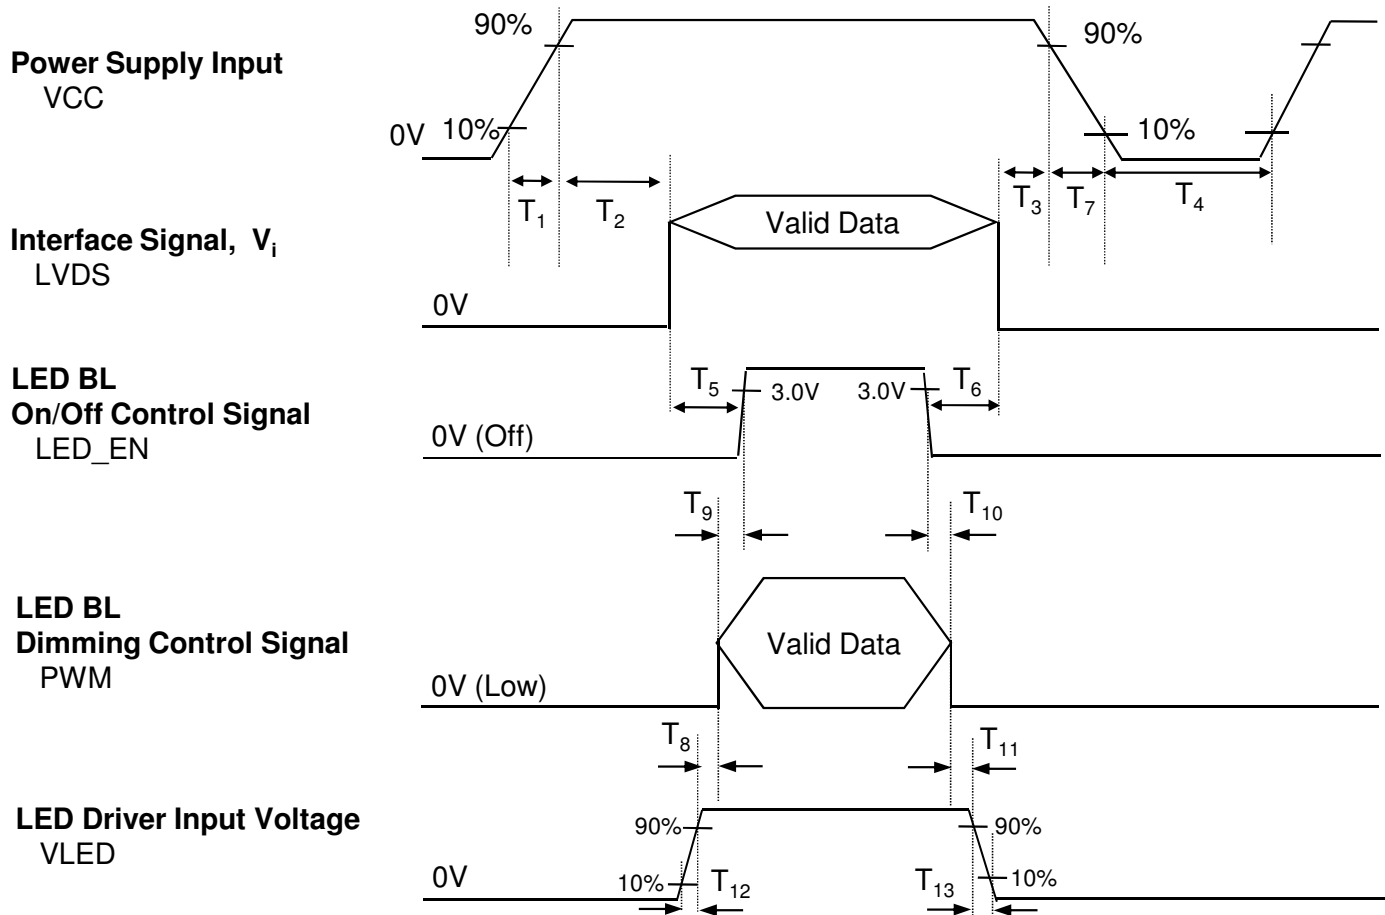 90%
90%
Power Supply Input
VCC
0V
10%
10%
T1
T2
T3
T7
T4
Valid Data
Interface Signal, Vi
LVDS
0V
LED BL
On/Off Control Signal
LED_EN
T5
3.0V
3.0V
T6
0V (Off)
T9
T10
LED BL
Dimming Control Signal
PWM
Valid Data
0V (Low)
T8
T11
LED Driver Input Voltage
VLED
90%
90%
0V
10%
T12
T13
10%